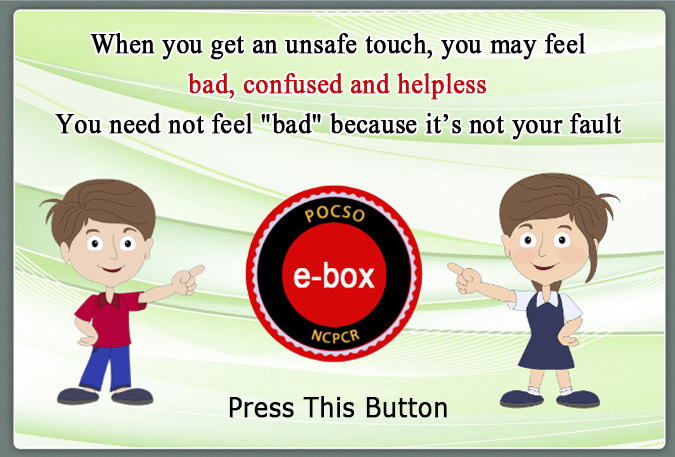 When you get an unsafe touch, you may feel
bad, confused and helpless
You need not feel "bad" because it’s not your fault
POCSO
e-box
NCPCR
Press This Button